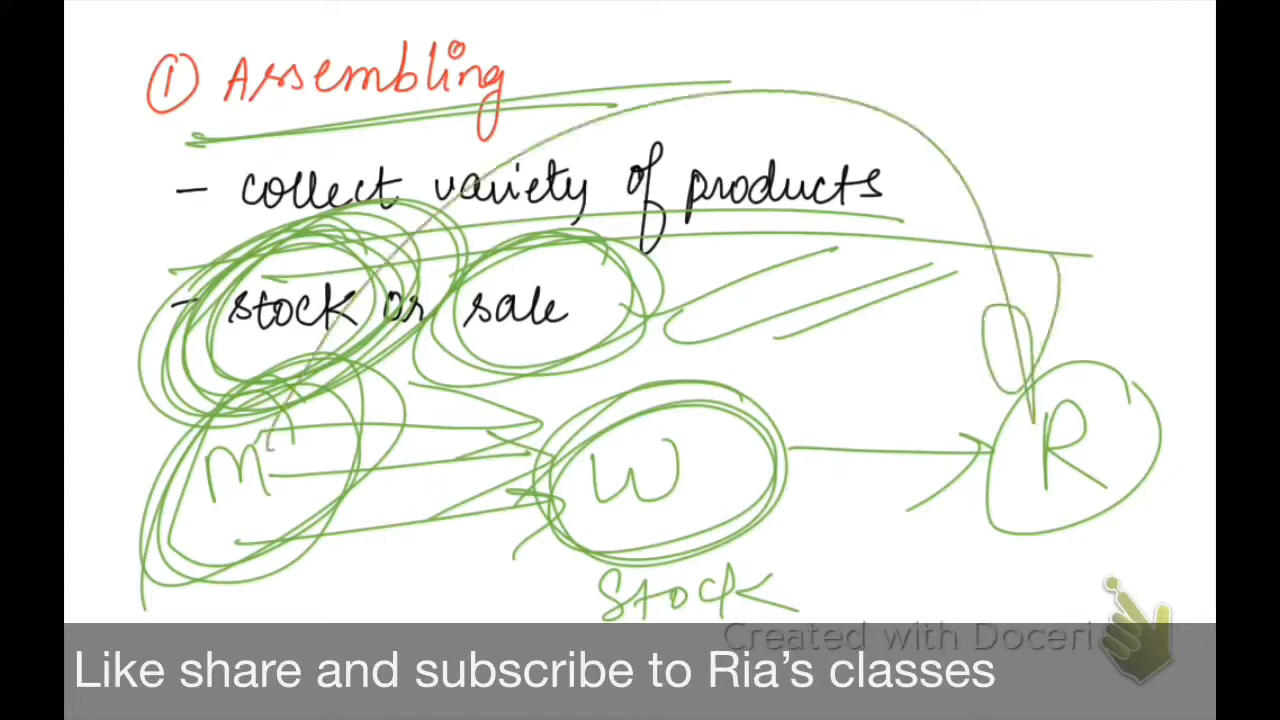 ① Assembling
- collect variety of products
- stock or sale
M W R
Stock
Created with Doceri
Like share and subscribe to Ria's classes